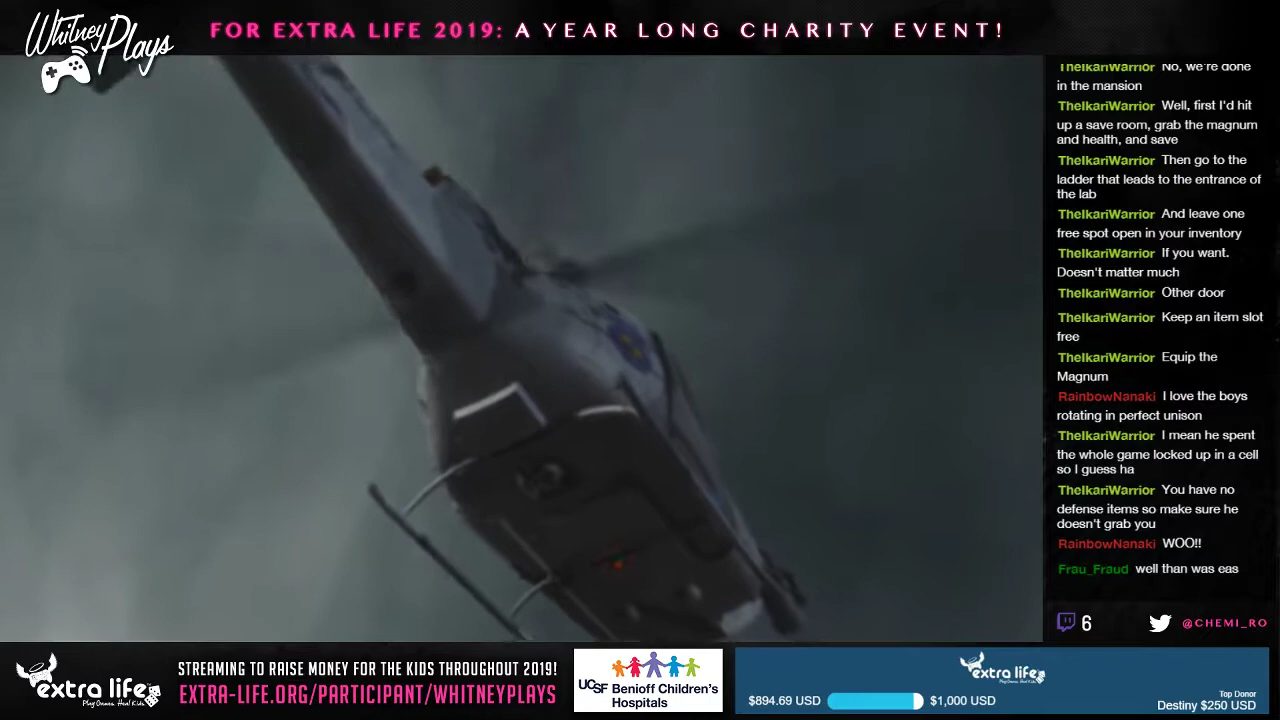 Whitney Plays
FOR EXTRA LIFE 2019: A YEAR LONG CHARITY EVENT!
TheIkariWarrior No, we're done
in the mansion
TheIkariWarrior Well, first I'd hit
up a save room, grab the magnum
and health, and save
TheIkariWarrior Then go to the
ladder that leads to the entrance of
the lab
TheIkariWarrior And leave one
free spot open in your inventory
TheIkariWarrior If you want.
Doesn't matter much
TheIkariWarrior Other door
TheIkariWarrior Keep an item slot
free
TheIkariWarrior Equip the
Magnum
RainbowNanaki I love the boys
rotating in perfect unison
TheIkariWarrior I mean he spent
the whole game locked up in a cell
so I guess ha
TheIkariWarrior You have no
defense items so make sure he
doesn't grab you
RainbowNanaki WOO!!
Frau_Fraud well than was eas
6
@CHEMI_RO
extra life
Play Games. Heal Kids.
STREAMING TO RAISE MONEY FOR THE KIDS THROUGHOUT 2019!
EXTRA-LIFE.ORG/PARTICIPANT/WHITNEYPLAYS
UCSF Benioff Children's
Hospitals
extra life
Play Games. Heal Kids.
$894.69 USD
$1,000 USD
Top Donor
Destiny $250 USD